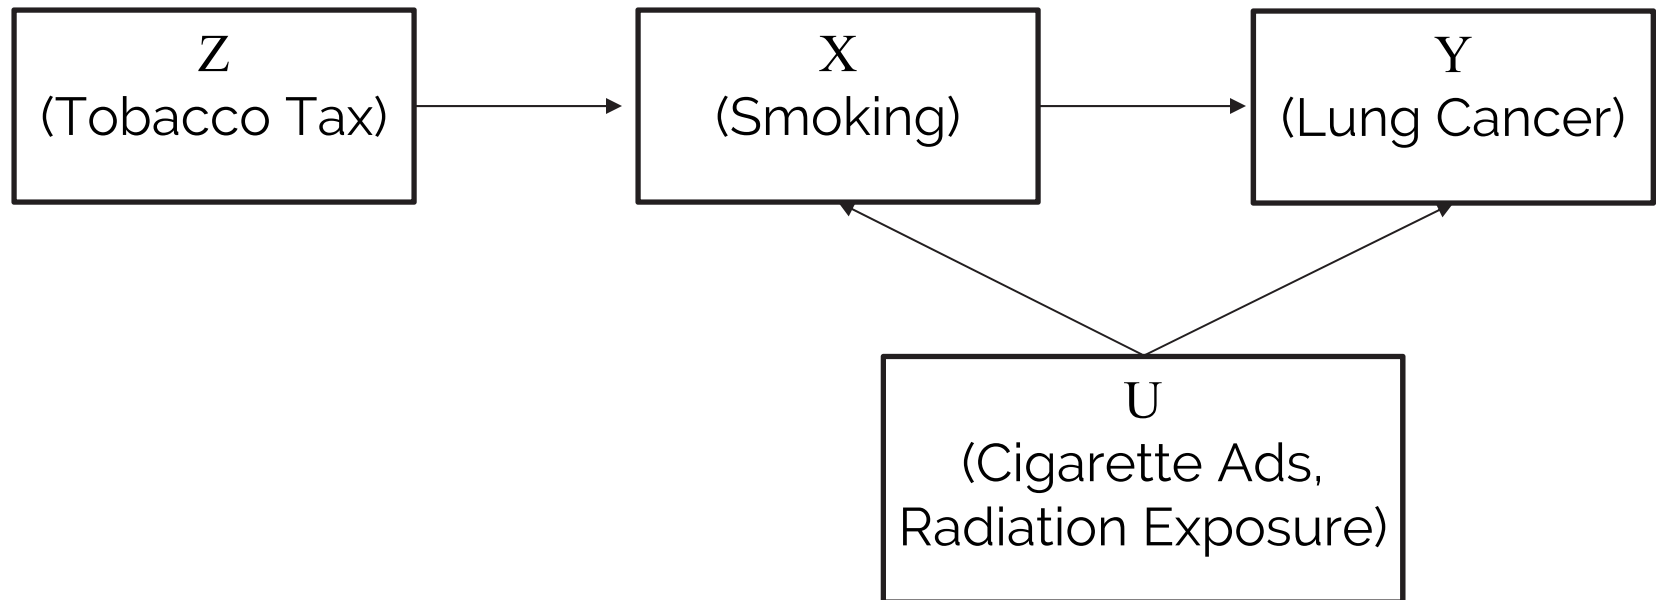 Z
(Tobacco Tax)
X
(Smoking)
Y
(Lung Cancer)
U
(Cigarette Ads,
Radiation Exposure)